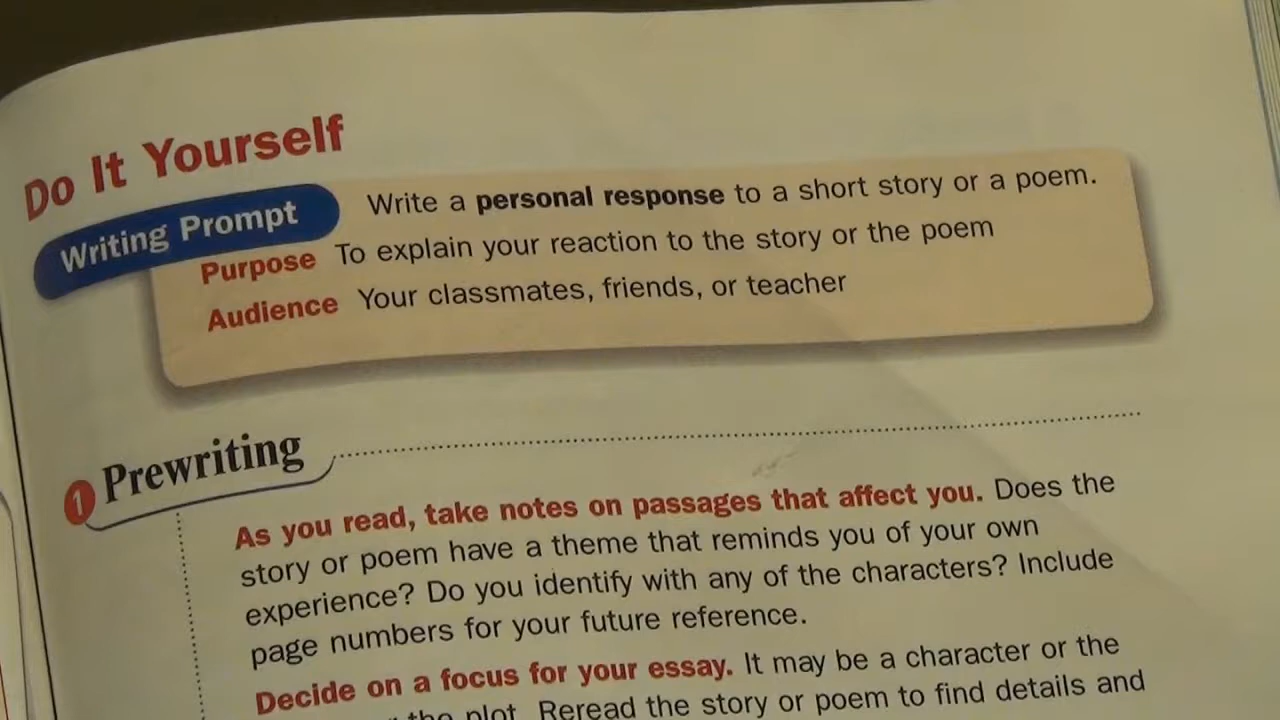 Do It Yourself
Writing Prompt Write a personal response to a short story or a poem.
Purpose To explain your reaction to the story or the poem
Audience Your classmates, friends, or teacher
1 Prewriting
As you read, take notes on passages that affect you. Does the
story or poem have a theme that reminds you of your own
experience? Do you identify with any of the characters? Include
page numbers for your future reference.
Decide on a focus for your essay. It may be a character or the
the plot. Reread the story or poem to find details and